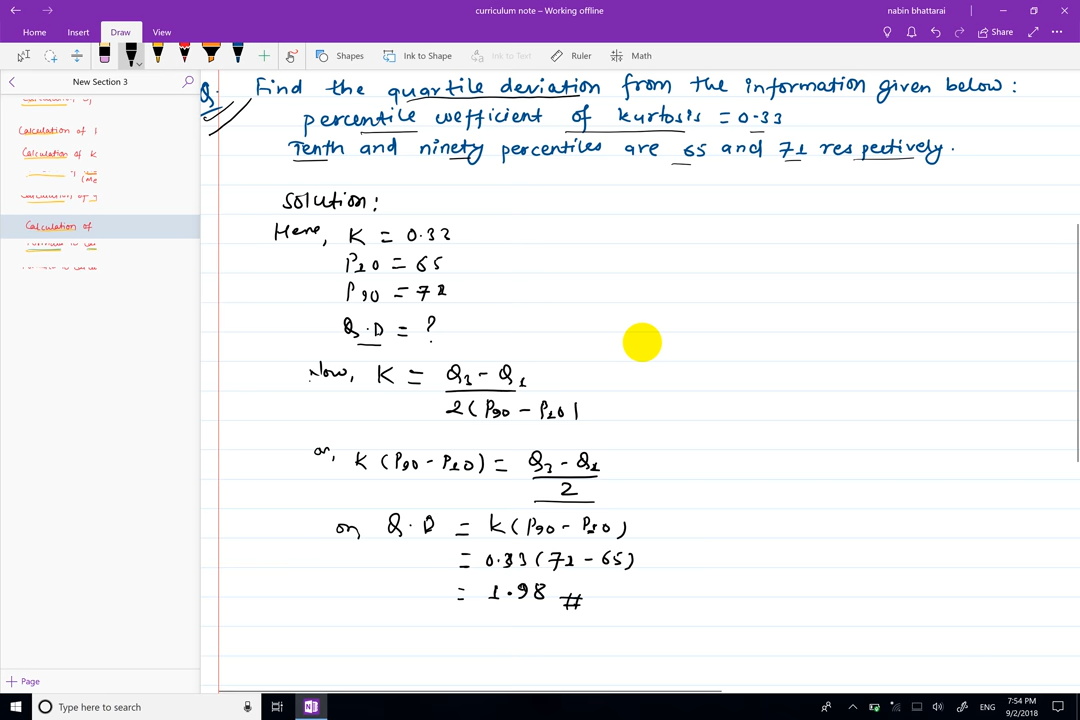 curriculum note – Working offline
nabin bhattarai
Home Insert Draw View
Share
Shapes Ink to Shape Ink to Text Ruler Math
New Section 3
Calculation of
Calculation of k
(Me
Calculation of
Calculation of
Page
Q. Find the quartile deviation from the information given below:
percentile coefficient of kurtosis = 0.33
Tenth and ninety percentiles are 65 and 71 respectively.
Solution:
Here, K = 0.33
P10 = 65
P90 = 71
Q.D = ?
Now, K = Q3 - Q1
2(P90 - P10)
or, K (P90 - P10) = Q3 - Q1
2
or, Q.D = K(P90 - P10)
= 0.33(71 - 65)
= 1.98 #
Type here to search
7:54 PM
9/2/2018